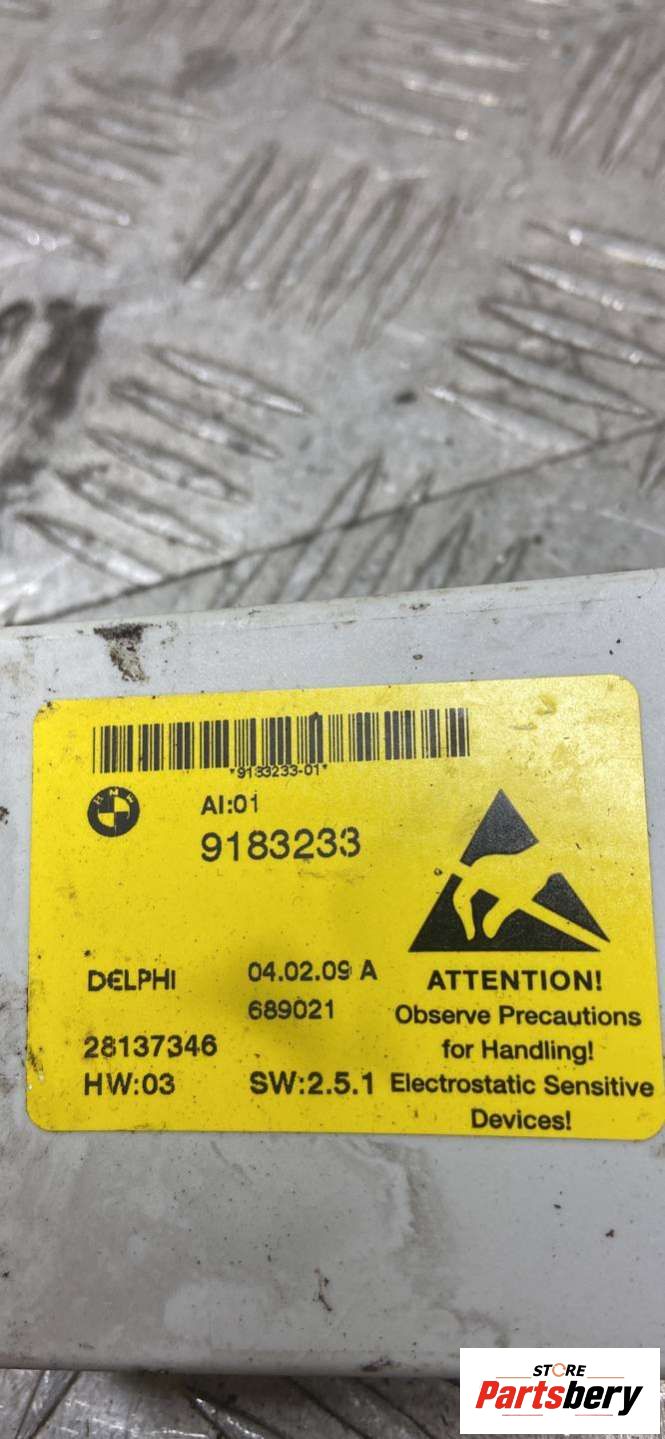 *9183233-01*
BMW
AI:01
9183233
DELPHI
04.02.09 A
689021
28137346
HW:03
SW:2.5.1
ATTENTION!
Observe Precautions
for Handling!
Electrostatic Sensitive
Devices!
STORE
Partsbery